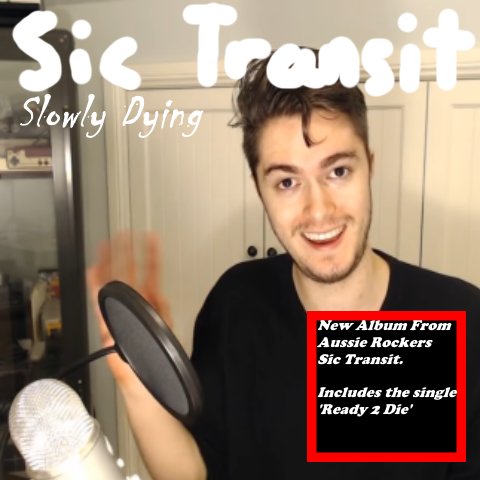 Sic Transit
Slowly Dying
New Album From
Aussie Rockers
Sic Transit.
Includes the single
'Ready 2 Die'